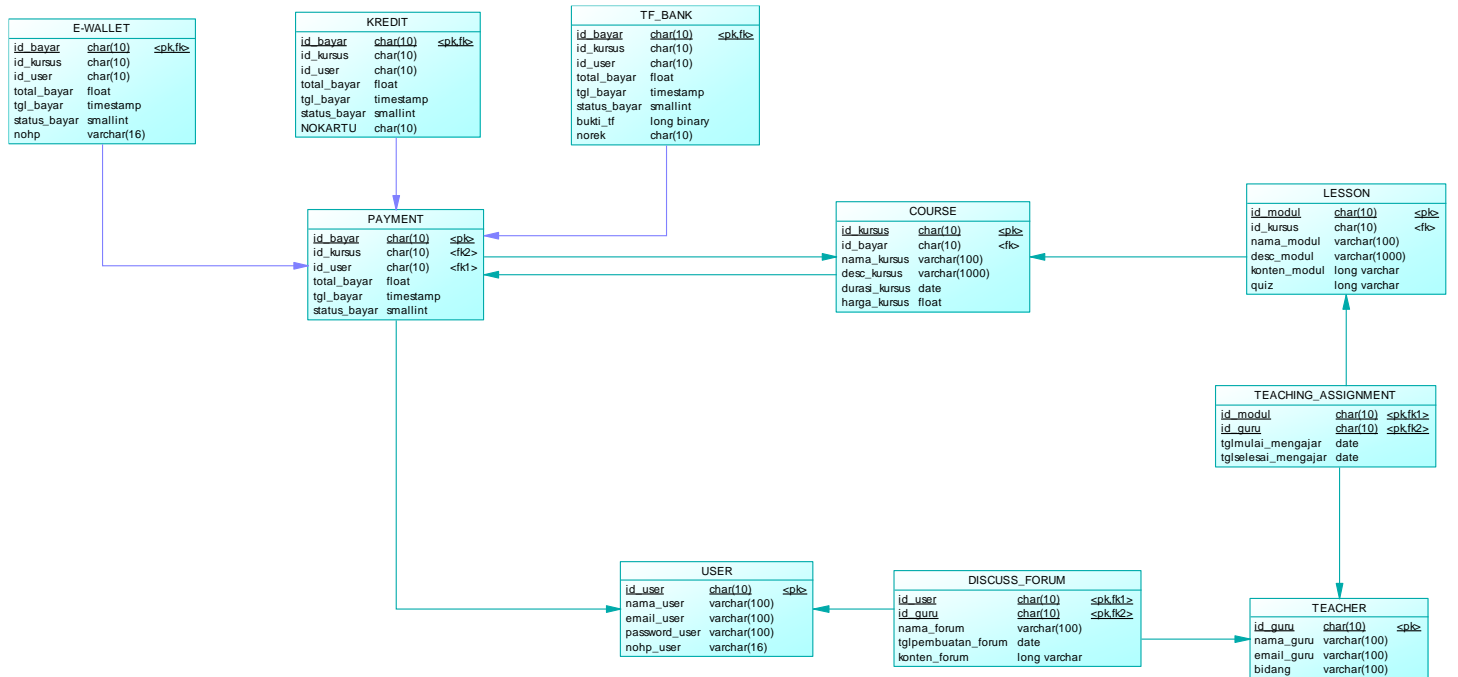 E-WALLET
id_bayar char(10) <pk,fk>
id_kursus char(10)
id_user char(10)
total_bayar float
tgl_bayar timestamp
status_bayar smallint
nohp varchar(16)
KREDIT
id_bayar char(10) <pk,fk>
id_kursus char(10)
id_user char(10)
total_bayar float
tgl_bayar timestamp
status_bayar smallint
NOKARTU char(10)
TF_BANK
id_bayar char(10) <pk,fk>
id_kursus char(10)
id_user char(10)
total_bayar float
tgl_bayar timestamp
status_bayar smallint
bukti_tf long binary
norek char(10)
PAYMENT
id_bayar char(10) <pk>
id_kursus char(10) <fk2>
id_user char(10) <fk1>
total_bayar float
tgl_bayar timestamp
status_bayar smallint
COURSE
id_kursus char(10) <pk>
id_bayar char(10) <fk>
nama_kursus varchar(100)
desc_kursus varchar(1000)
durasi_kursus date
harga_kursus float
LESSON
id_modul char(10) <pk>
id_kursus char(10) <fk>
nama_modul varchar(100)
desc_modul varchar(1000)
konten_modul long varchar
quiz long varchar
TEACHING_ASSIGNMENT
id_modul char(10) <pk,fk1>
id_guru char(10) <pk,fk2>
tglmulai_mengajar date
tglselesai_mengajar date
USER
id_user char(10) <pk>
nama_user varchar(100)
email_user varchar(100)
password_user varchar(100)
nohp_user varchar(16)
DISCUSS_FORUM
id_user char(10) <pk,fk1>
id_guru char(10) <pk,fk2>
nama_forum varchar(100)
tglpembuatan_forum date
konten_forum long varchar
TEACHER
id_guru char(10) <pk>
nama_guru varchar(100)
email_guru varchar(100)
bidang varchar(100)